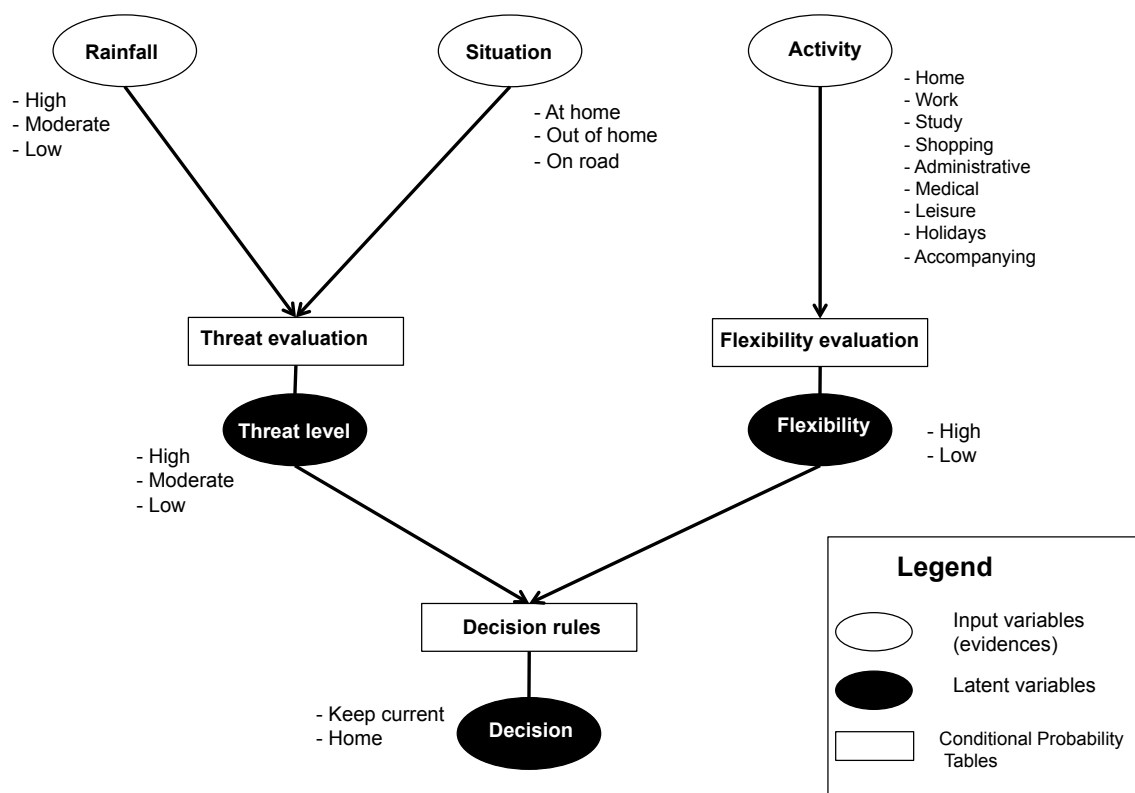 Rainfall
Situation
Activity
- High
- Moderate
- Low
- At home
- Out of home
- On road
- Home
- Work
- Study
- Shopping
- Administrative
- Medical
- Leisure
- Holidays
- Accompanying
Threat evaluation
Flexibility evaluation
Threat level
Flexibility
- High
- Moderate
- Low
- High
- Low
Decision rules
- Keep current
- Home
Decision
Legend
Input variables
(evidences)
Latent variables
Conditional Probability
Tables